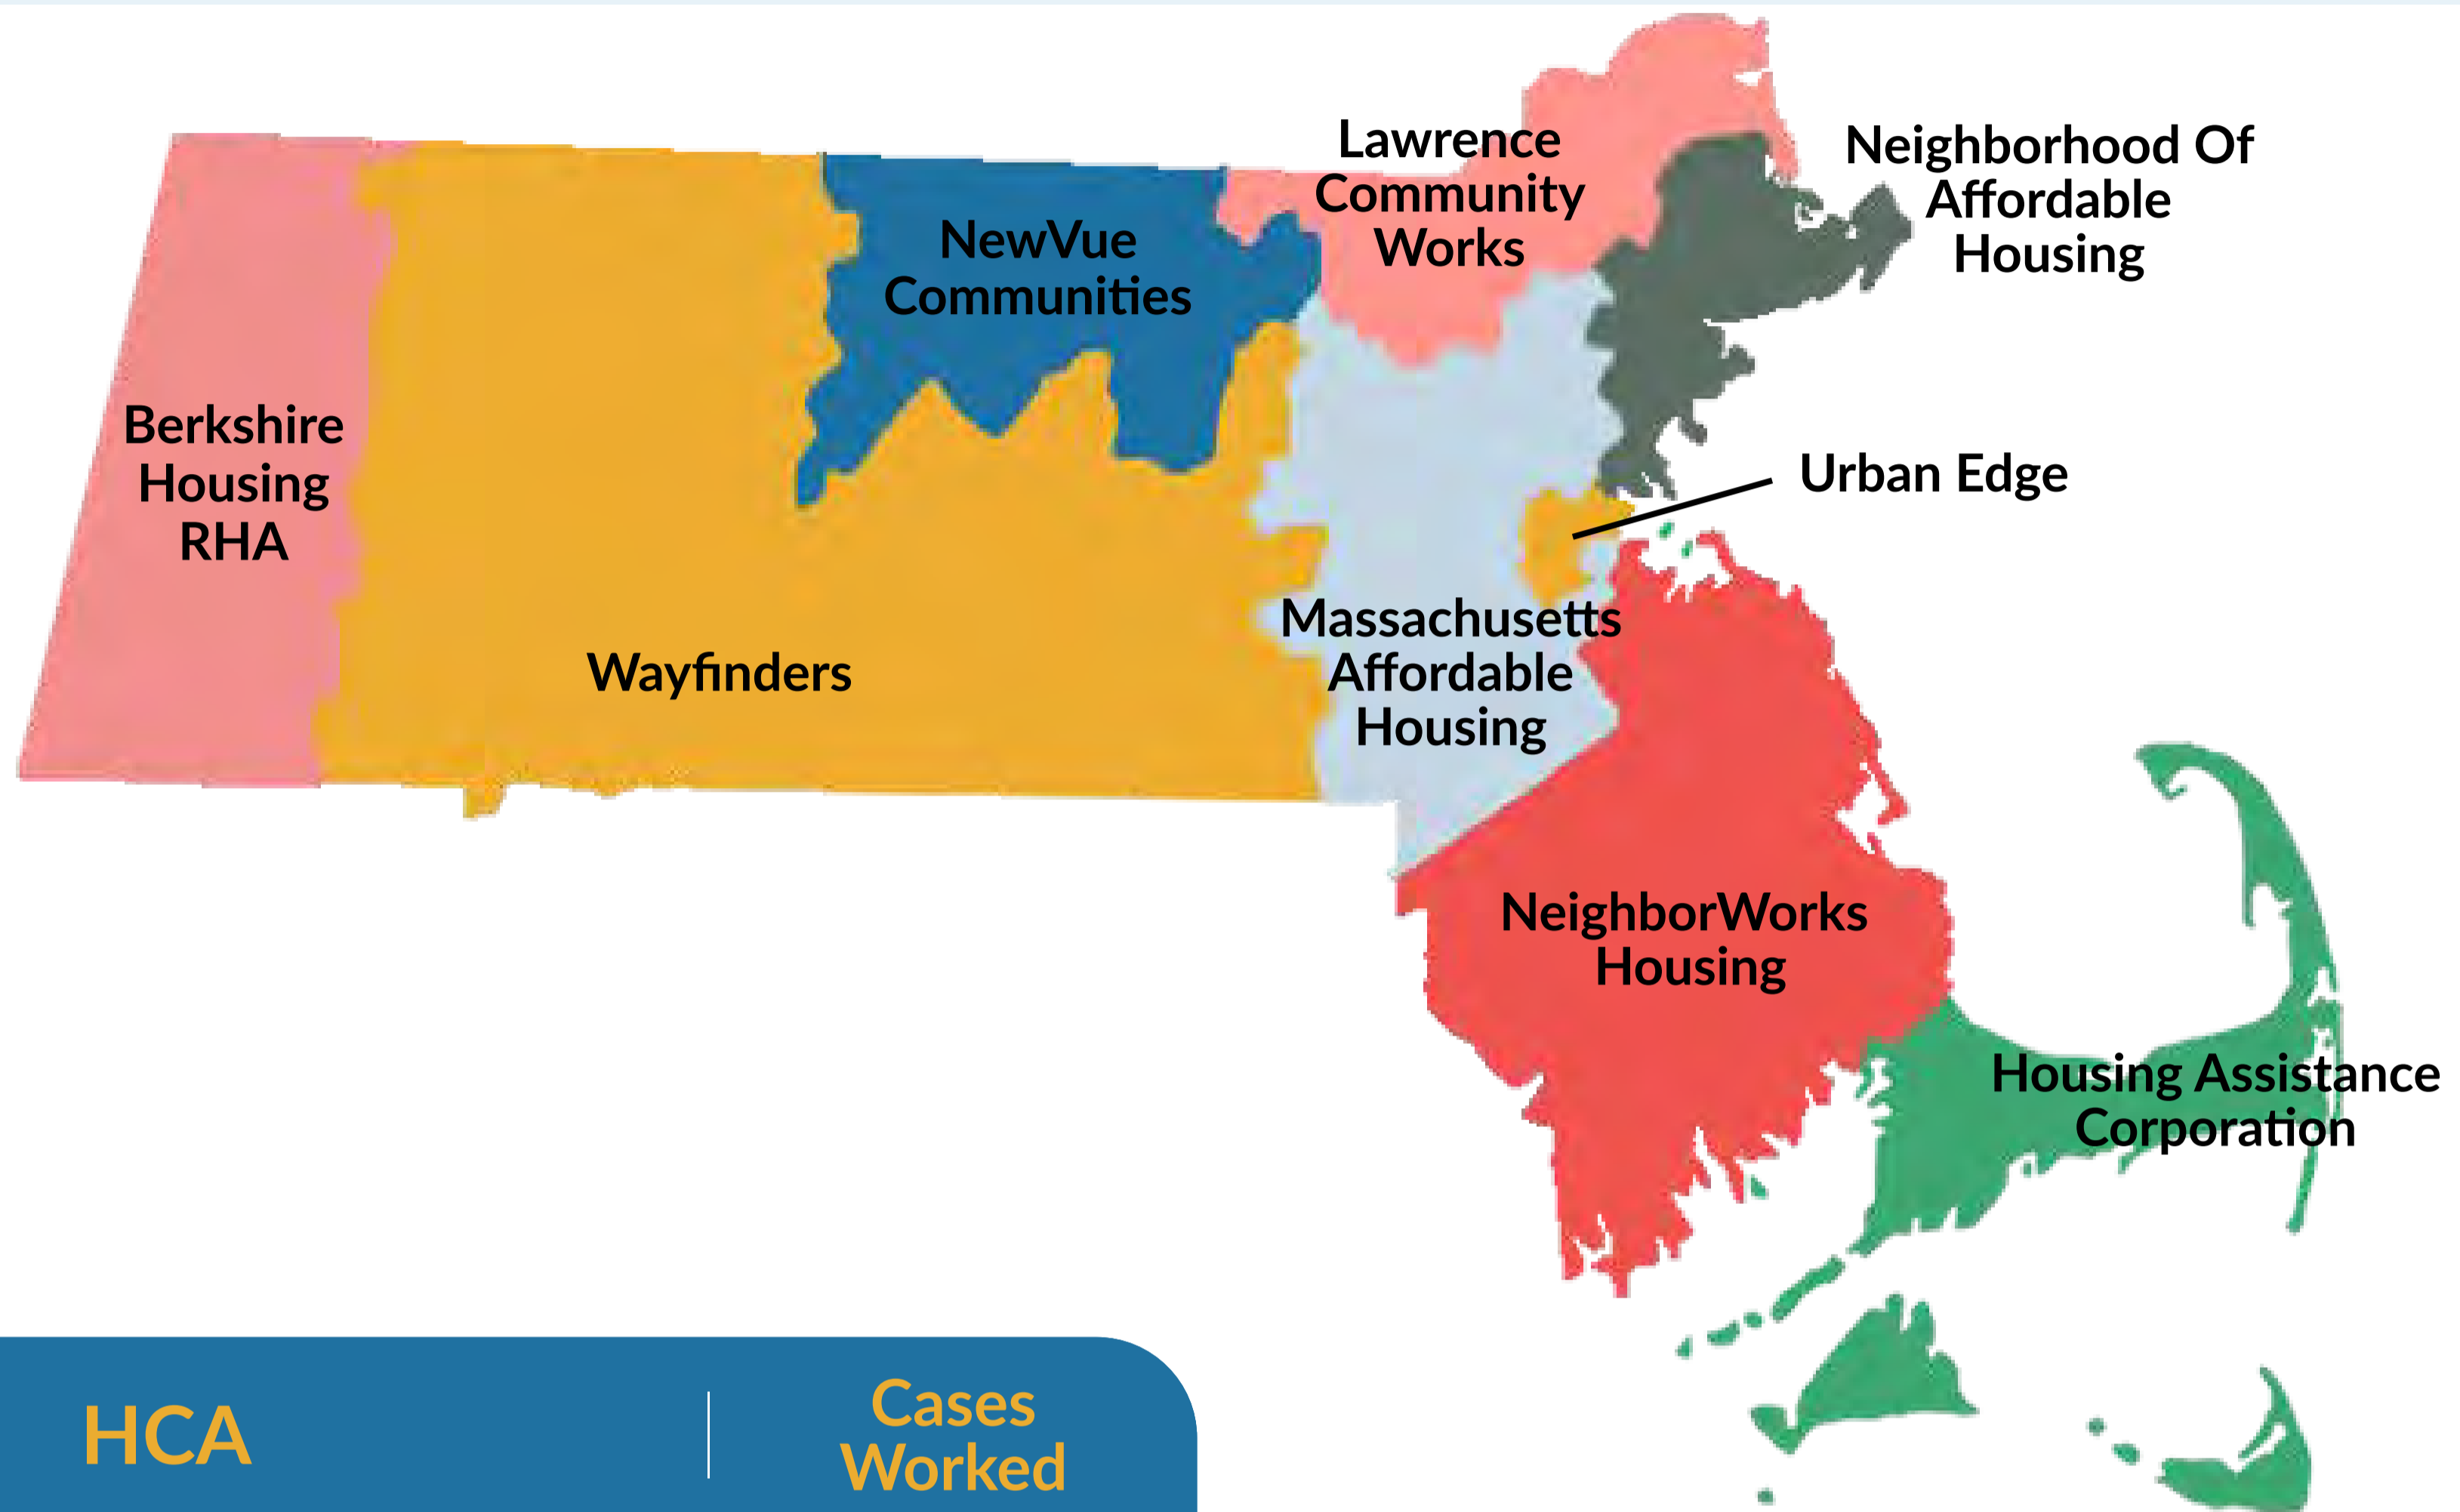 Lawrence
Community
Works
Neighborhood Of
Affordable
Housing
NewVue
Communities
Berkshire
Housing
RHA
Urban Edge
Wayfinders
Massachusetts
Affordable
Housing
NeighborWorks
Housing
Housing Assistance
Corporation
HCA
Cases
Worked